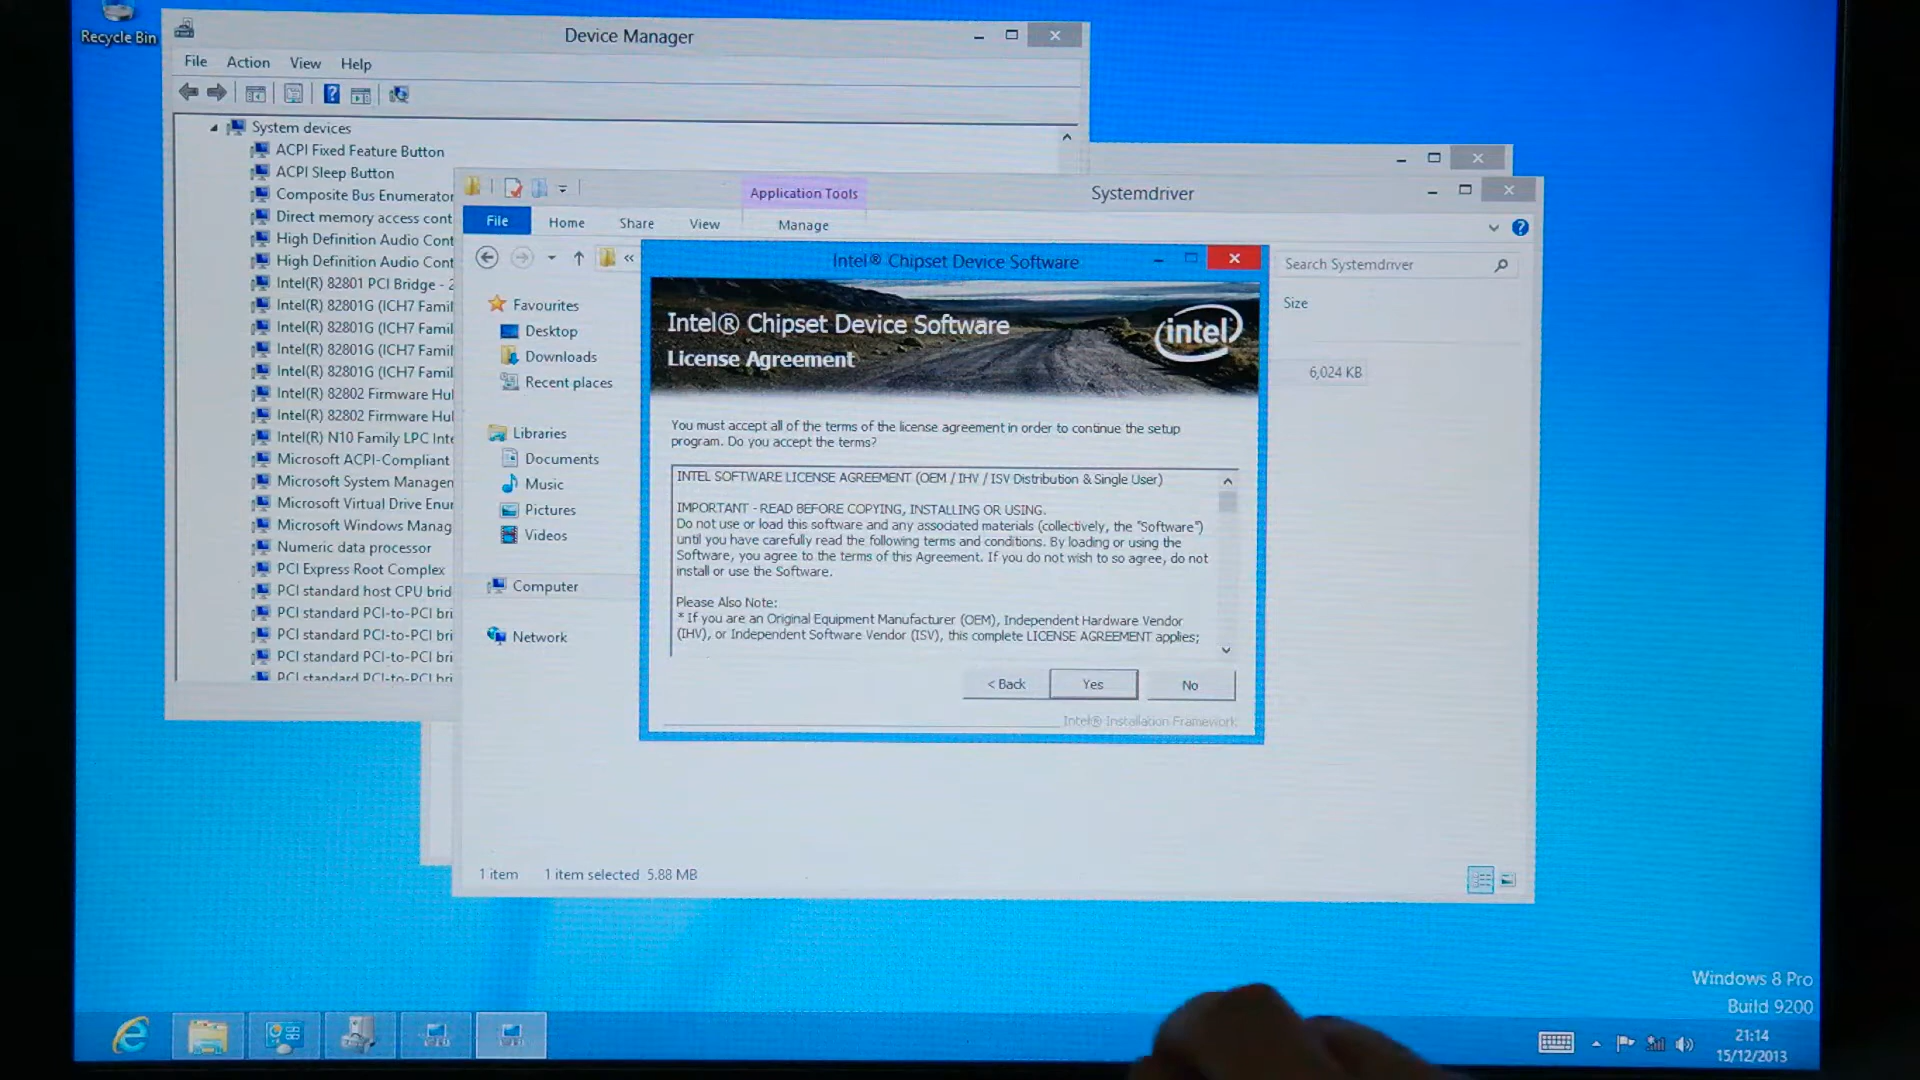 Recycle Bin
Device Manager
File Action View Help
System devices
ACPI Fixed Feature Button
ACPI Sleep Button
Composite Bus Enumerator
Direct memory access cont
High Definition Audio Cont
High Definition Audio Cont
Intel(R) 82801 PCI Bridge - 2
Intel(R) 82801G (ICH7 Famil
Intel(R) 82801G (ICH7 Famil
Intel(R) 82801G (ICH7 Famil
Intel(R) 82801G (ICH7 Famil
Intel(R) 82802 Firmware Hu
Intel(R) 82802 Firmware Hu
Intel(R) N10 Family LPC Inte
Microsoft ACPI-Compliant
Microsoft System Managen
Microsoft Virtual Drive Enu
Microsoft Windows Manag
Numeric data processor
PCI Express Root Complex
PCI standard host CPU brid
PCI standard PCI-to-PCI bri
PCI standard PCI-to-PCI bri
PCI standard PCI-to-PCI bri
PCI standard PCI-to-PCI bri
Application Tools
Systemdriver
File Home Share View Manage
Search Systemdriver
Favourites
Desktop
Downloads
Recent places
Libraries
Documents
Music
Pictures
Videos
Computer
Network
Size
6,024 KB
Intel® Chipset Device Software
Intel® Chipset Device Software
License Agreement
intel
You must accept all of the terms of the license agreement in order to continue the setup
program. Do you accept the terms?
INTEL SOFTWARE LICENSE AGREEMENT (OEM / IHV / ISV Distribution & Single User)
IMPORTANT - READ BEFORE COPYING, INSTALLING OR USING.
Do not use or load this software and any associated materials (collectively, the "Software")
until you have carefully read the following terms and conditions. By loading or using the
Software, you agree to the terms of this Agreement. If you do not wish to so agree, do not
install or use the Software.
Please Also Note:
* If you are an Original Equipment Manufacturer (OEM), Independent Hardware Vendor
(IHV), or Independent Software Vendor (ISV), this complete LICENSE AGREEMENT applies;
< Back Yes No
Intel® Installation Framework
1 item 1 item selected 5.88 MB
Windows 8 Pro
Build 9200
21:14
15/12/2013